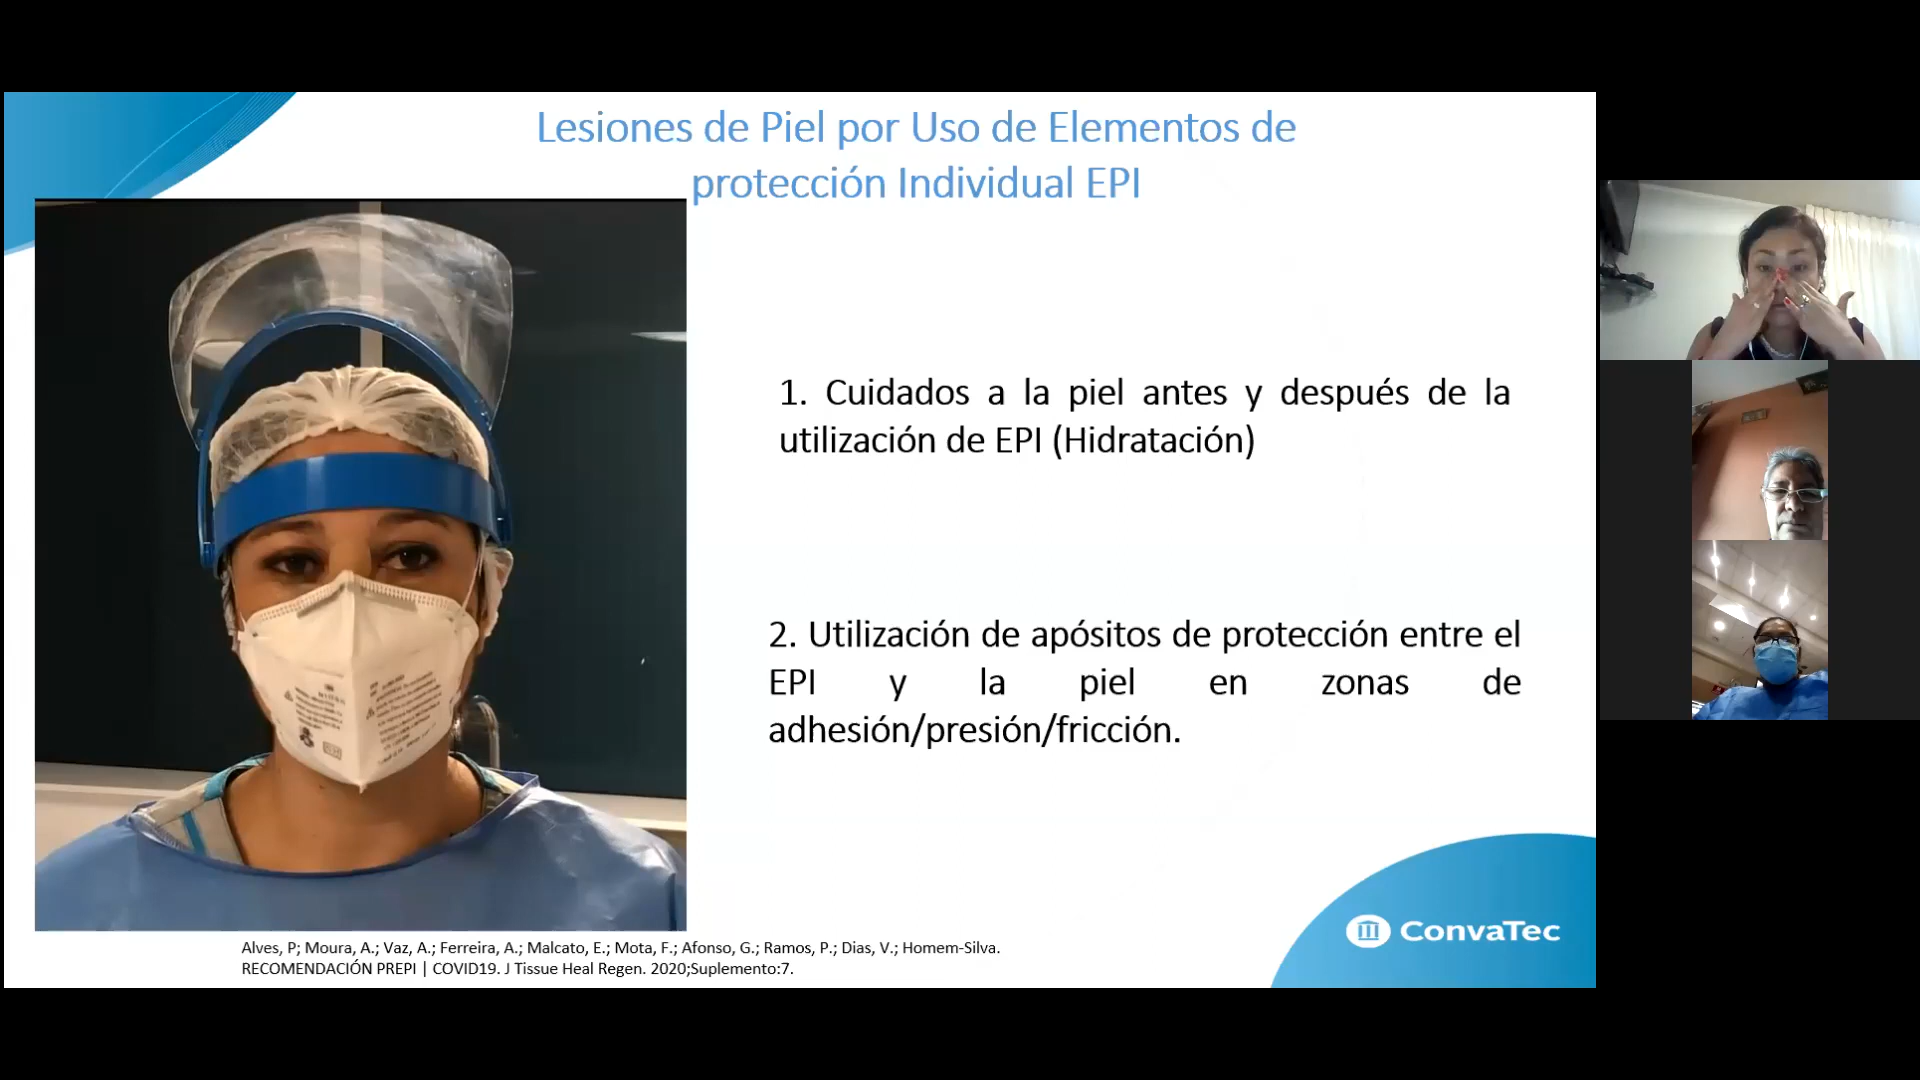 Lesiones de Piel por Uso de Elementos de
protección Individual EPI
1. Cuidados a la piel antes y después de la
utilización de EPI (Hidratación)
2. Utilización de apósitos de protección entre el
EPI y la piel en zonas de
adhesión/presión/fricción.
ConvaTec
Alves, P; Moura, A.; Vaz, A.; Ferreira, A.; Malcato, E.; Mota, F.; Afonso, G.; Ramos, P.; Dias, V.; Homem-Silva.
RECOMENDACIÓN PREPI | COVID19. J Tissue Heal Regen. 2020;Suplemento:7.